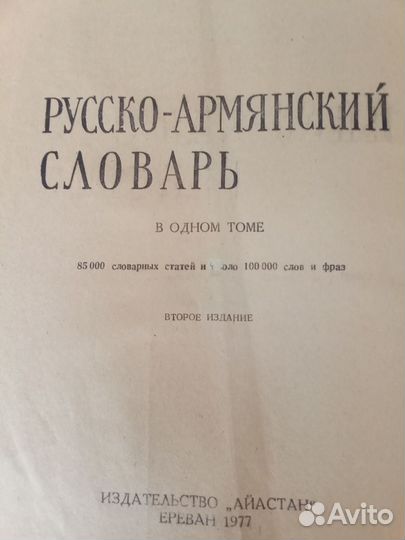 РУССКО-АРМЯНСКИЙ
СЛОВАРЬ
В ОДНОМ ТОМЕ
85 000 словарных статей и около 100 000 слов и фраз
ВТОРОЕ ИЗДАНИЕ
ИЗДАТЕЛЬСТВО „АЙАСТАН“
ЕРЕВАН 1977
Avito